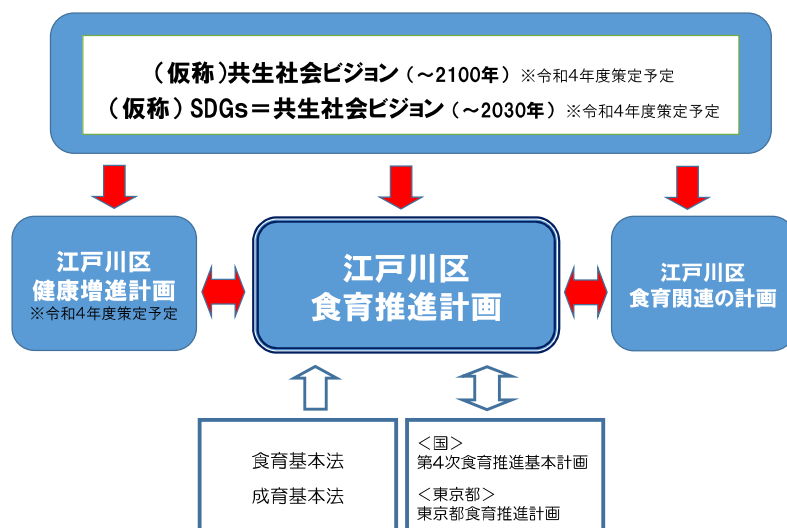 (仮称)共生社会ビジョン(~2100年) ※令和4年度策定予定
(仮称) SDGs=共生社会ビジョン(~2030年) ※令和4年度策定予定
江戸川区
健康増進計画
※令和4年度策定予定
江戸川区
食育推進計画
江戸川区
食育関連の計画
食育基本法
成育基本法
<国>
第4次食育推進基本計画
<東京都>
東京都食育推進計画